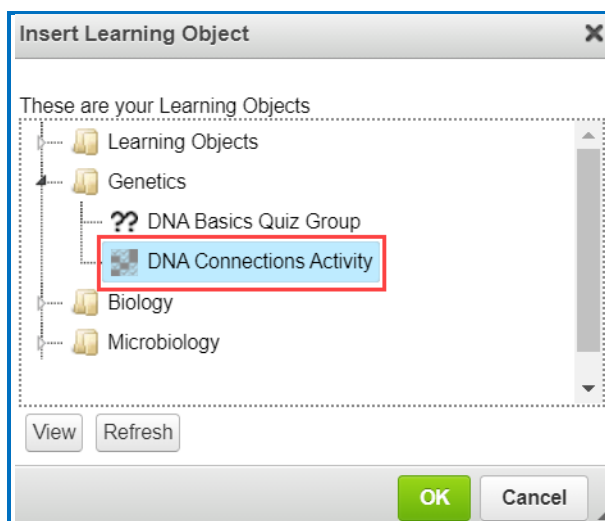 Insert Learning Object
These are your Learning Objects
Learning Objects
Genetics
?? DNA Basics Quiz Group
DNA Connections Activity
Biology
Microbiology
View Refresh
OK Cancel